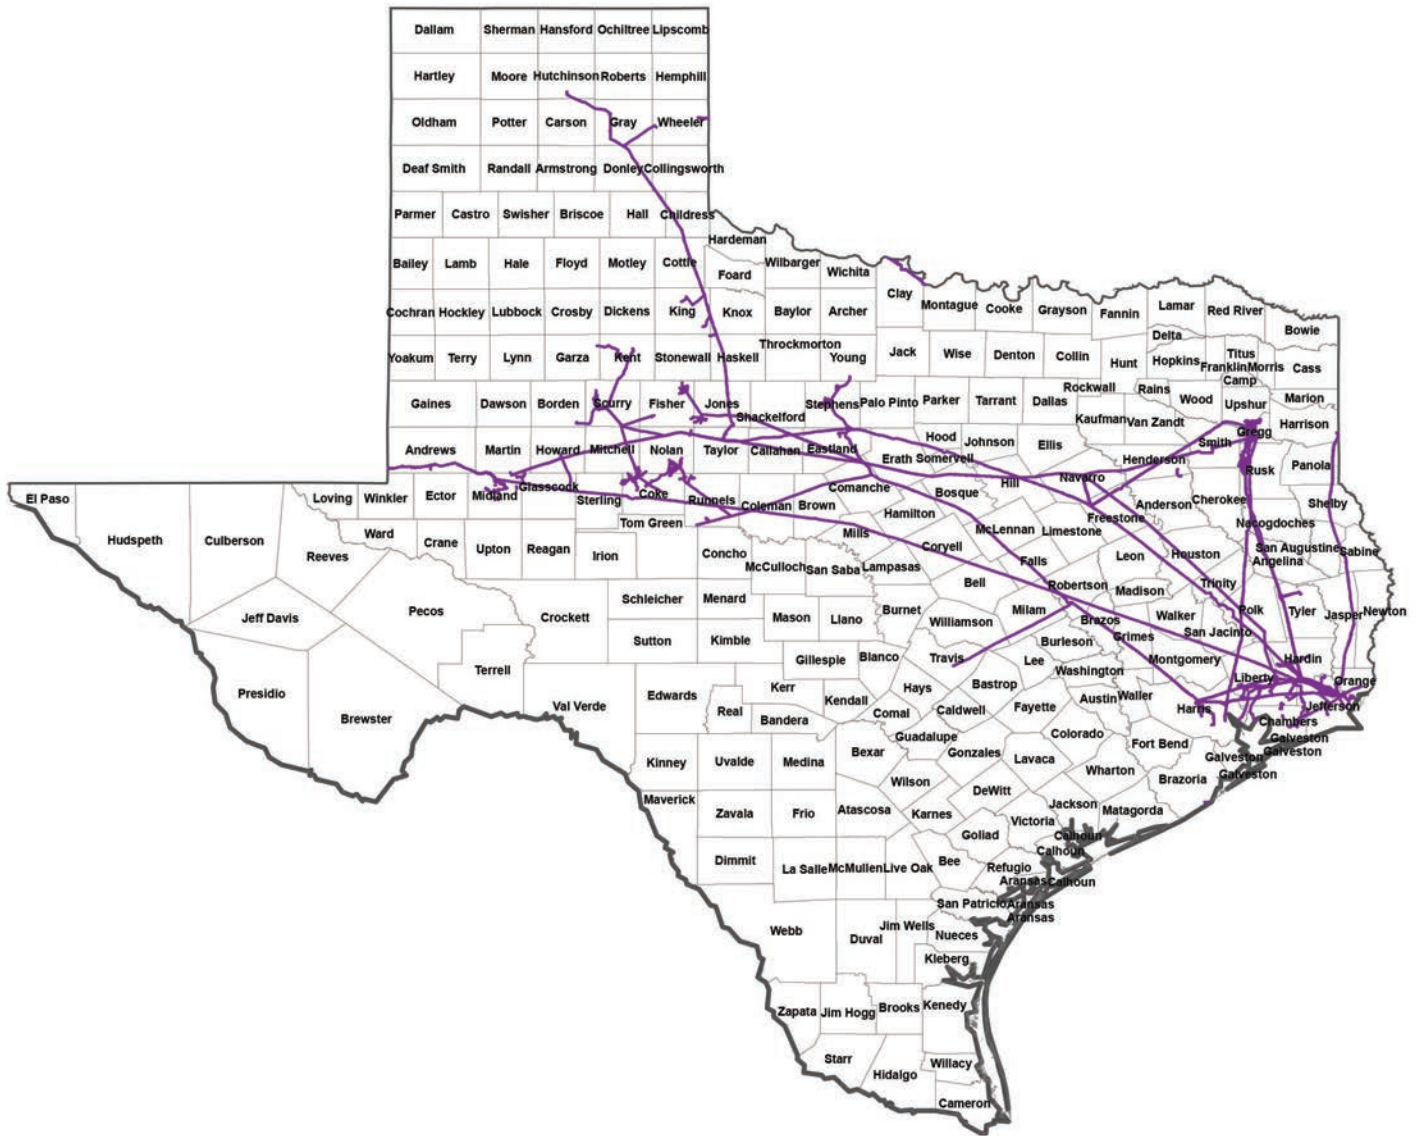 Dallam Sherman Hansford Ochiltree Lipscomb
Hartley Moore Hutchinson Roberts Hemphill
Oldham Potter Carson Gray Wheeler
Deaf Smith Randall Armstrong Donley Collingsworth
Parmer Castro Swisher Briscoe Hall Childress
Hardeman
Bailey Lamb Hale Floyd Motley Cottle Foard Wilbarger Wichita
Clay Montague Cooke Grayson Fannin Lamar Red River Bowie
Cochran Hockley Lubbock Crosby Dickens King Knox Baylor Archer
Delta
Yoakum Terry Lynn Garza Kent Stonewall Haskell Throckmorton Young Jack Wise Denton Collin Hunt Hopkins Franklin Titus Morris Cass
Camp
Rockwall Rains
Gaines Dawson Borden Scurry Fisher Jones Shackelford Stephens Palo Pinto Parker Tarrant Dallas Kaufman Van Zandt Wood Upshur Marion
Gregg Harrison
Andrews Martin Howard Mitchell Nolan Taylor Callahan Eastland Erath Hood Somervell Johnson Ellis Henderson Smith
Rusk Panola
El Paso Loving Winkler Ector Midland Glasscock Sterling Coke Runnels Coleman Brown Comanche Bosque Hill Navarro Anderson Cherokee Shelby
Hamilton Freestone Nacogdoches
Hudspeth Culberson Reeves Ward Crane Upton Reagan Irion Tom Green Concho Mills Coryell McLennan Limestone Leon Houston Angelina San Augustine Sabine
McCulloch San Saba Lampasas Falls
Bell Robertson Madison Trinity
Jeff Davis Pecos Crockett Schleicher Menard Mason Llano Burnet Williamson Milam Brazos Grimes Walker San Jacinto Polk Tyler Jasper Newton
Sutton Kimble Gillespie Blanco Travis Lee Burleson Washington Montgomery Liberty Hardin Orange
Terrell
Presidio Brewster Val Verde Edwards Real Kerr Bandera Kendall Comal Hays Caldwell Bastrop Fayette Austin Waller Harris Chambers Jefferson
Galveston
Galveston
Galveston
Galveston
Kinney Uvalde Medina Bexar Guadalupe Gonzales Lavaca Colorado Wharton Fort Bend Brazoria
Wilson
Maverick Zavala Frio Atascosa Karnes DeWitt Victoria Jackson Matagorda
Goliad Calhoun
Calhoun
Dimmit La Salle McMullen Live Oak Bee Refugio
Aransas Calhoun
San Patricio Aransas
Aransas
Webb Duval Jim Wells Nueces
Kleberg
Zapata Jim Hogg Brooks Kenedy
Starr Hidalgo Willacy
Cameron